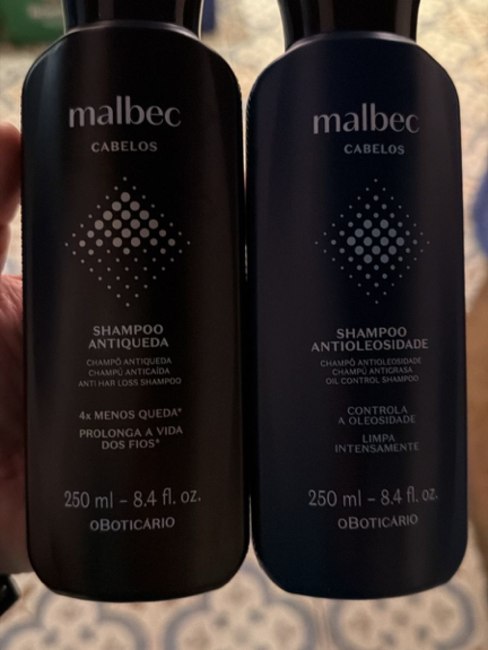 malbec
CABELOS
SHAMPOO
ANTIQUEDA
CHAMPÔ ANTIQUEDA
CHAMPÚ ANTICAÍDA
ANTI HAIR LOSS SHAMPOO
4x MENOS QUEDA*
PROLONGA A VIDA
DOS FIOS*
250 ml – 8.4 fl. oz.
oBOTICÁRIO
malbec
CABELOS
SHAMPOO
ANTIOLEOSIDADE
CHAMPÔ ANTIOLEOSIDADE
CHAMPÚ ANTIGRASA
OIL CONTROL SHAMPOO
CONTROLA
A OLEOSIDADE
LIMPA
INTENSAMENTE
250 ml – 8.4 fl. oz.
oBOTICÁRIO